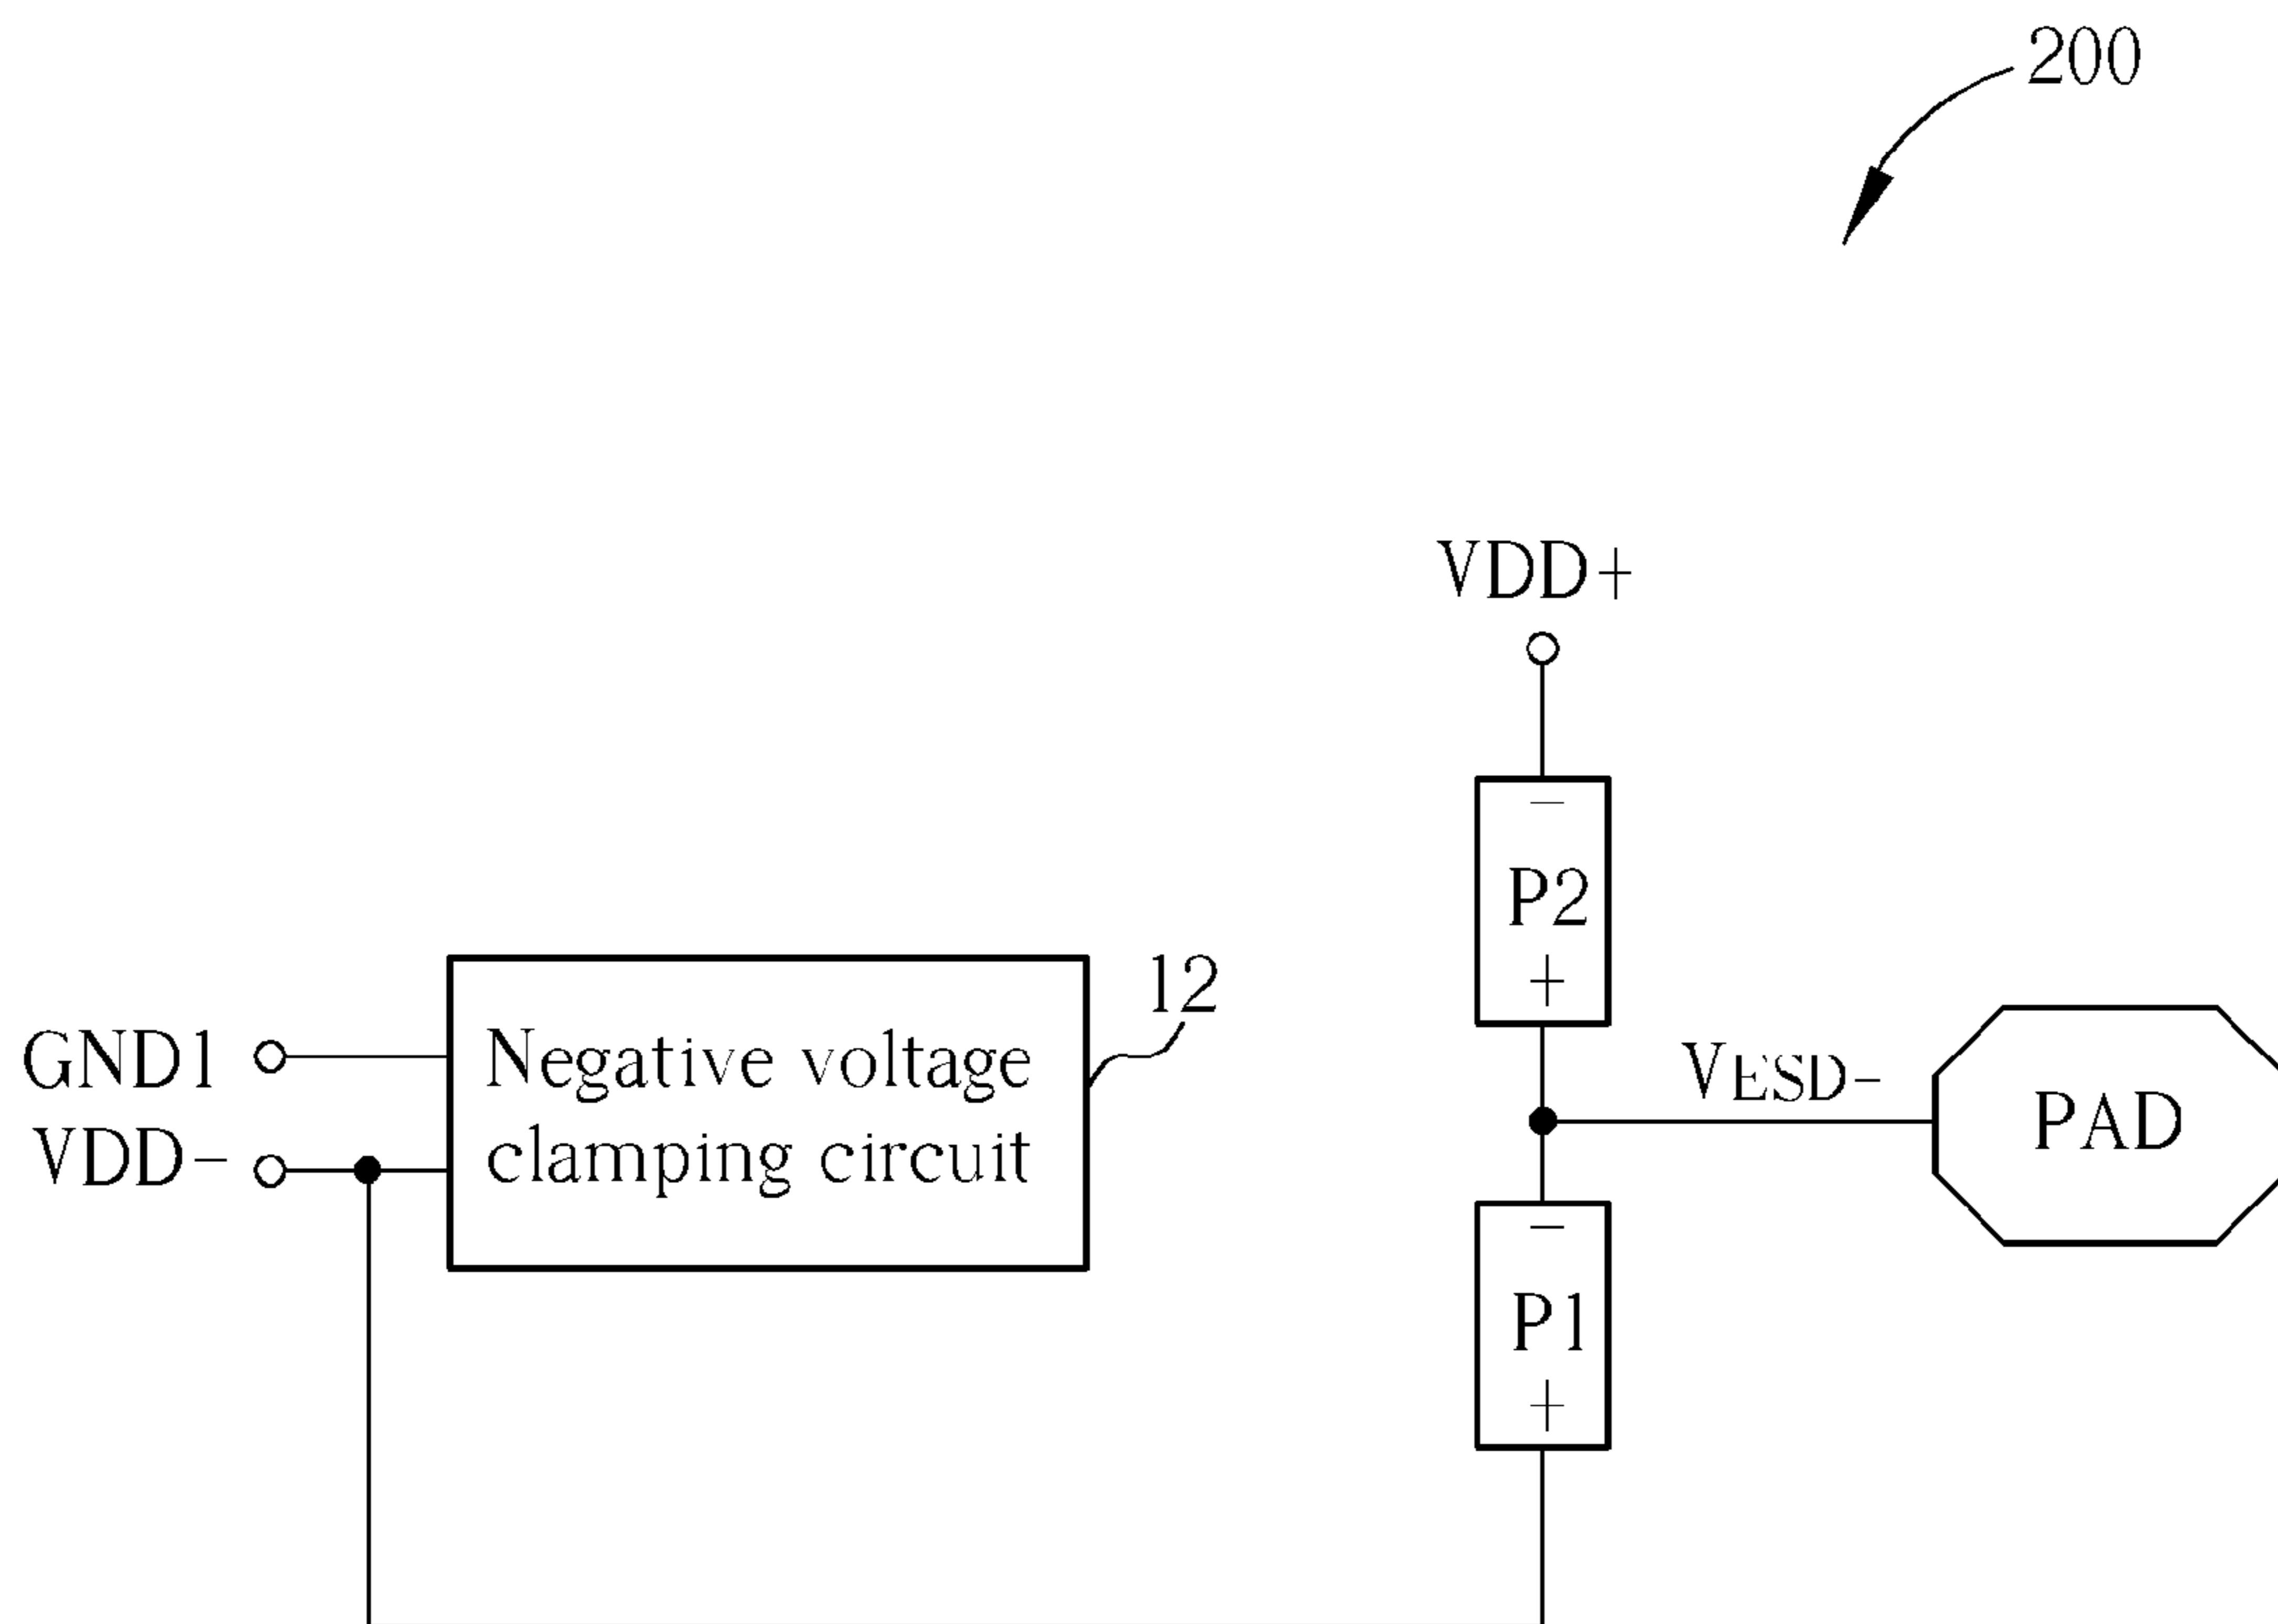 200
VDD+
−
P2
+
12
GND1
Negative voltage
VESD-
PAD
VDD-
clamping circuit
−
P1
+